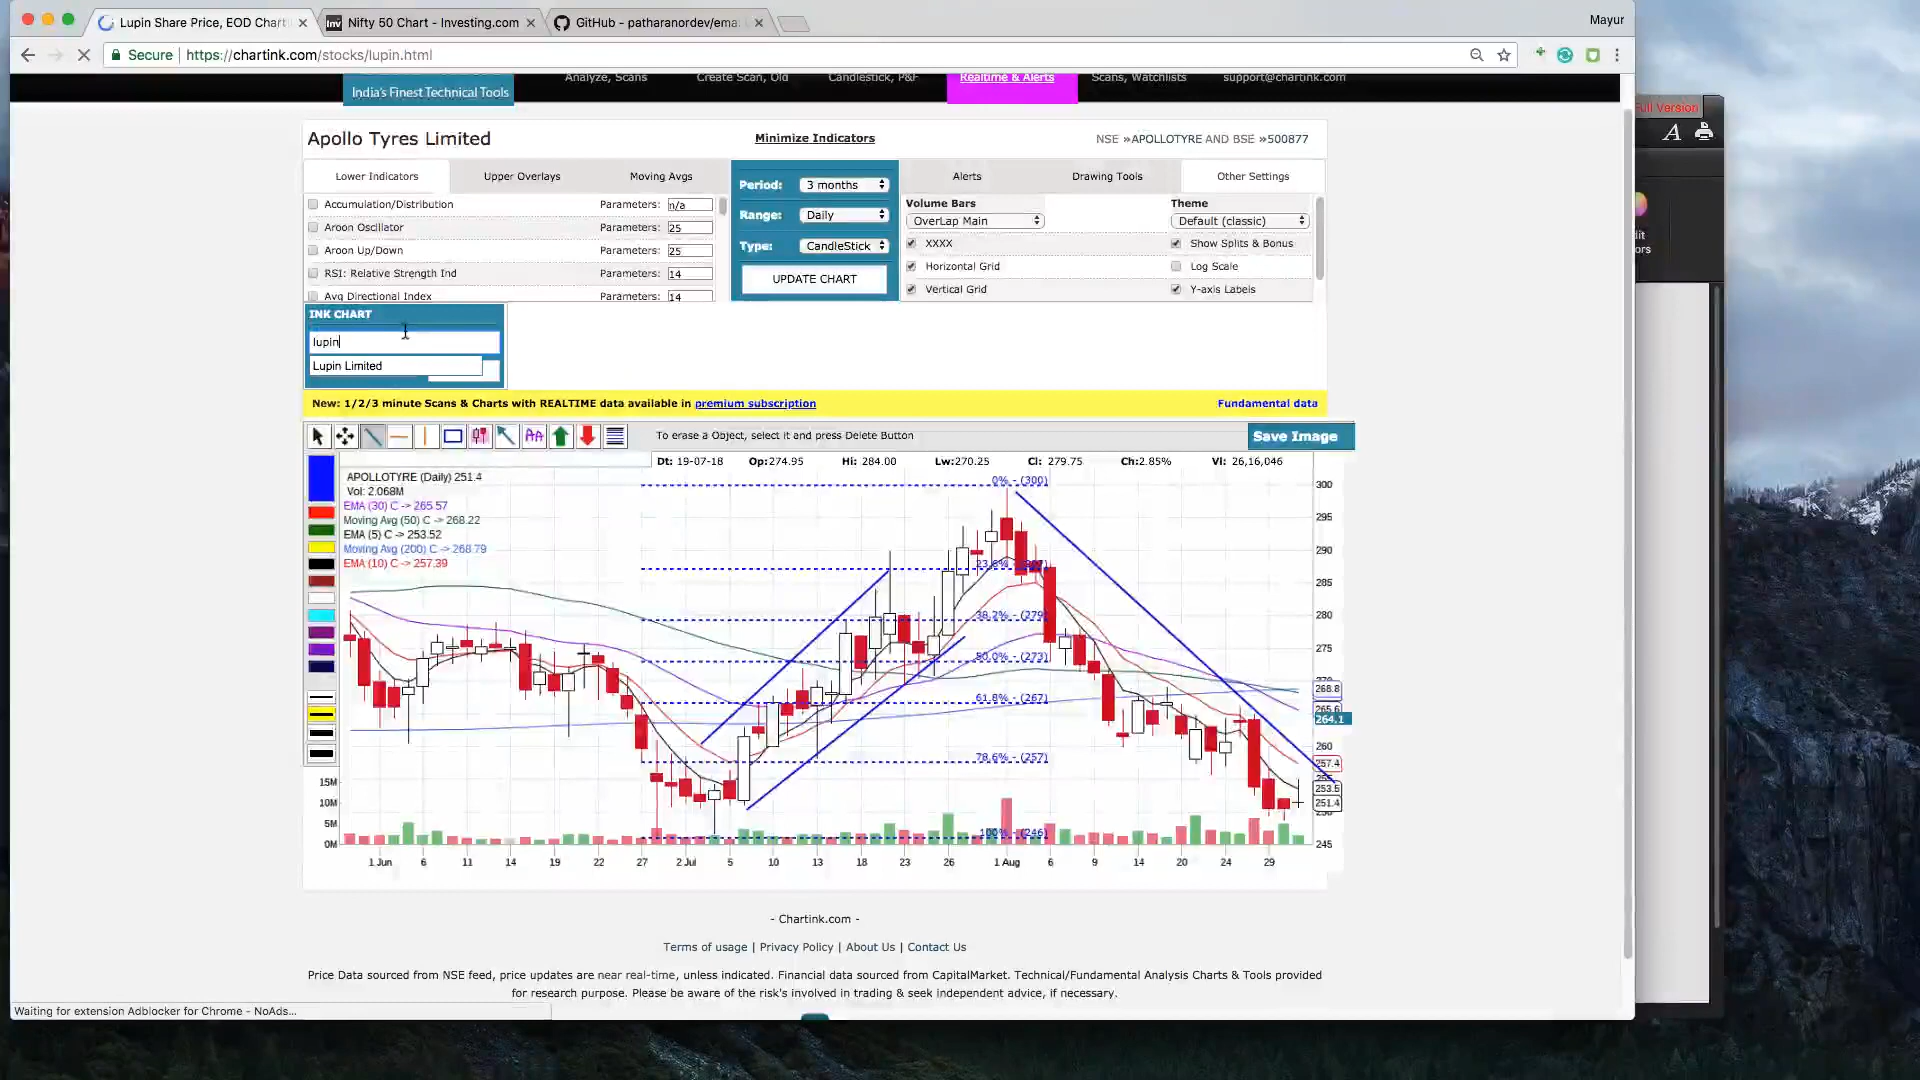 Lupin Share Price, EOD Chart
Nifty 50 Chart - Investing.com
GitHub - patharanordev/ema
Mayur
Secure
https://chartink.com/stocks/lupin.html
India's Finest Technical Tools
Analyze, Scans
Create Scan, Old
Candlestick, P&F
Realtime & Alerts
Scans, Watchlists
support@chartink.com
Full Version
Apollo Tyres Limited
Minimize Indicators
NSE »APOLLOTYRE AND BSE »500877
Lower Indicators
Upper Overlays
Moving Avgs
Period: 3 months
Range: Daily
Type: CandleStick
UPDATE CHART
Alerts
Drawing Tools
Other Settings
Accumulation/Distribution Parameters: n/a
Aroon Oscillator Parameters: 25
Aroon Up/Down Parameters: 25
RSI: Relative Strength Ind Parameters: 14
Avg Directional Index Parameters: 14
Volume Bars
OverLap Main
XXXX
Horizontal Grid
Vertical Grid
Theme
Default (classic)
Show Splits & Bonus
Log Scale
Y-axis Labels
INK CHART
lupin
Lupin Limited
New: 1/2/3 minute Scans & Charts with REALTIME data available in premium subscription
Fundamental data
To erase a Object, select it and press Delete Button
Save Image
Dt: 19-07-18 Op:274.95 Hi: 284.00 Lw:270.25 Cl: 279.75 Ch:2.85% Vl: 26,16,046
APOLLOTYRE (Daily) 251.4
Vol: 2.068M
EMA (30) C -> 265.57
Moving Avg (50) C -> 268.22
EMA (5) C -> 253.52
Moving Avg (200) C -> 268.79
EMA (10) C -> 257.39
0% - (300)
38.2% - (279)
50.0% - (273)
61.8% - (267)
78.6% - (257)
100% - (246)
300
295
290
285
280
275
268.8
265.6
264.1
260
257.4
253.5
251.4
245
15M
10M
5M
0M
1 Jun 6 11 14 19 22 27 2 Jul 5 10 13 18 23 26 1 Aug 6 9 14 20 24 29
- Chartink.com -
Terms of usage | Privacy Policy | About Us | Contact Us
Price Data sourced from NSE feed, price updates are near real-time, unless indicated. Financial data sourced from CapitalMarket. Technical/Fundamental Analysis Charts & Tools provided
for research purpose. Please be aware of the risk's involved in trading & seek independent advice, if necessary.
Waiting for extension Adblocker for Chrome - NoAds...